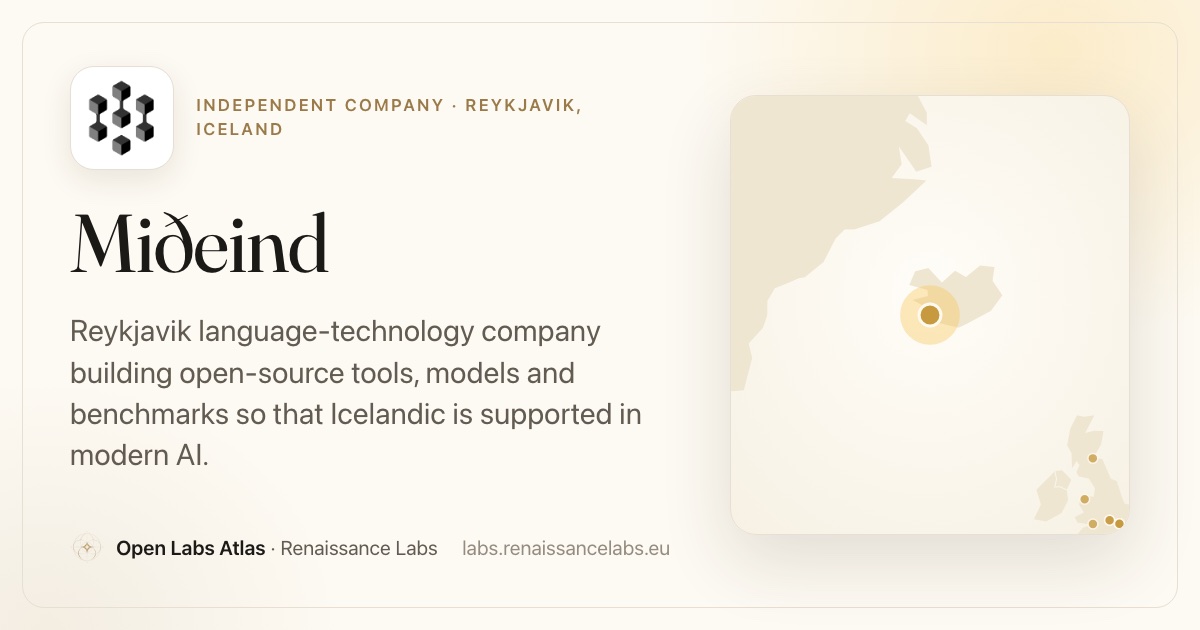 INDEPENDENT COMPANY · REYKJAVIK,
ICELAND
Miðeind
Reykjavik language-technology company
building open-source tools, models and
benchmarks so that Icelandic is supported in
modern AI.
Open Labs Atlas · Renaissance Labs labs.renaissancelabs.eu